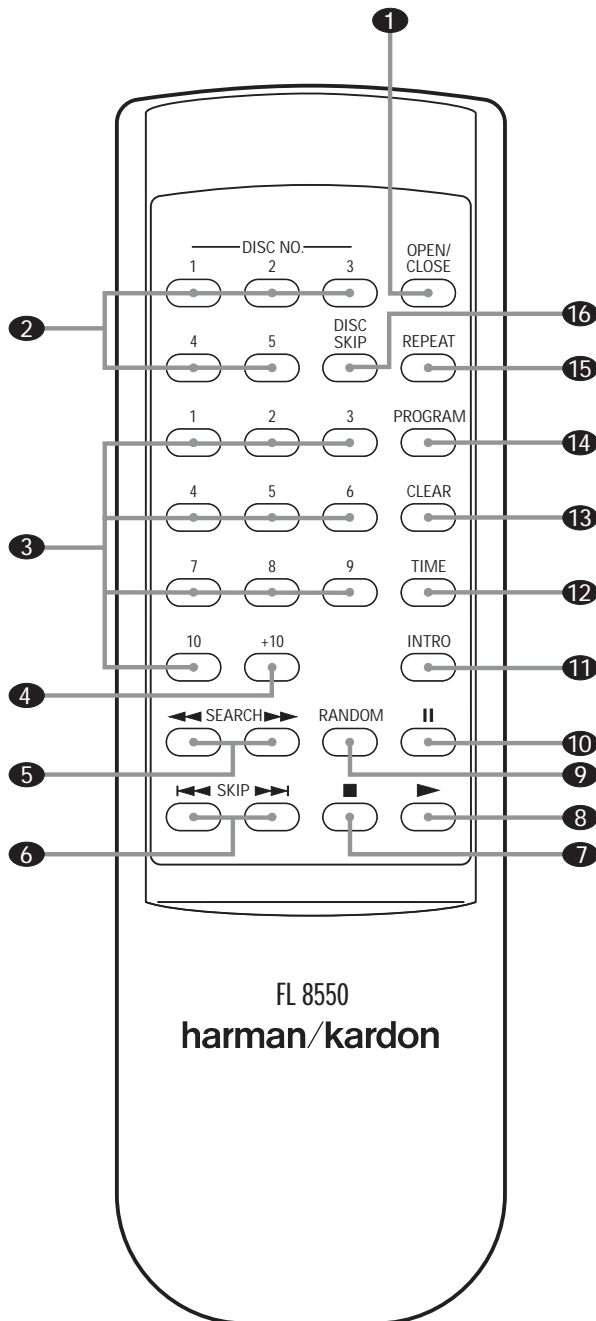 1
DISC NO.
OPEN/
CLOSE
1 2 3
2
DISC
SKIP
16
4 5
REPEAT
15
1 2 3 PROGRAM
14
4 5 6 CLEAR
13
3
7 8 9 TIME
12
10 +10 INTRO
11
4
SEARCH RANDOM
10
5
9
SKIP
8
6
7
FL 8550
harman/kardon